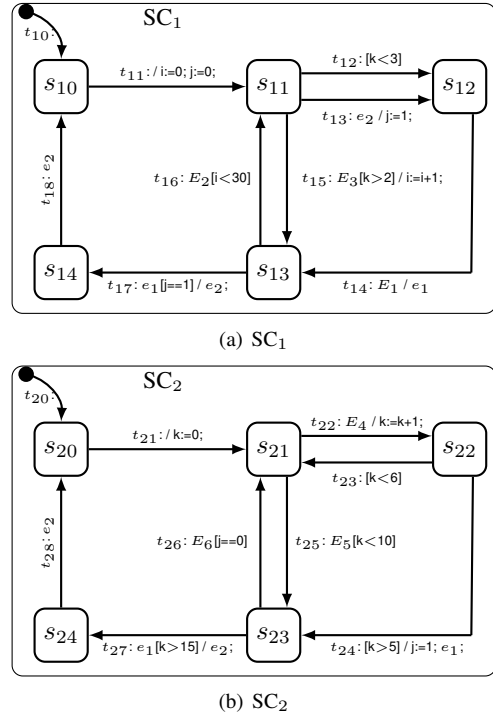 SC₁
t₁₀:
s₁₀
t₁₁: / i:=0; j:=0;
s₁₁
t₁₂: [k<3]
s₁₂
t₁₃: e₂ / j:=1;
t₁₈: e₂
t₁₆: E₂[i<30]
t₁₅: E₃[k>2] / i:=i+1;
s₁₄
t₁₇: e₁[j==1] / e₂;
s₁₃
t₁₄: E₁ / e₁
(a) SC₁
SC₂
t₂₀:
s₂₀
t₂₁: / k:=0;
s₂₁
t₂₂: E₄ / k:=k+1;
s₂₂
t₂₃: [k<6]
t₂₈: e₂
t₂₆: E₆[j==0]
t₂₅: E₅[k<10]
s₂₄
t₂₇: e₁[k>15] / e₂;
s₂₃
t₂₄: [k>5] / j:=1; e₁;
(b) SC₂